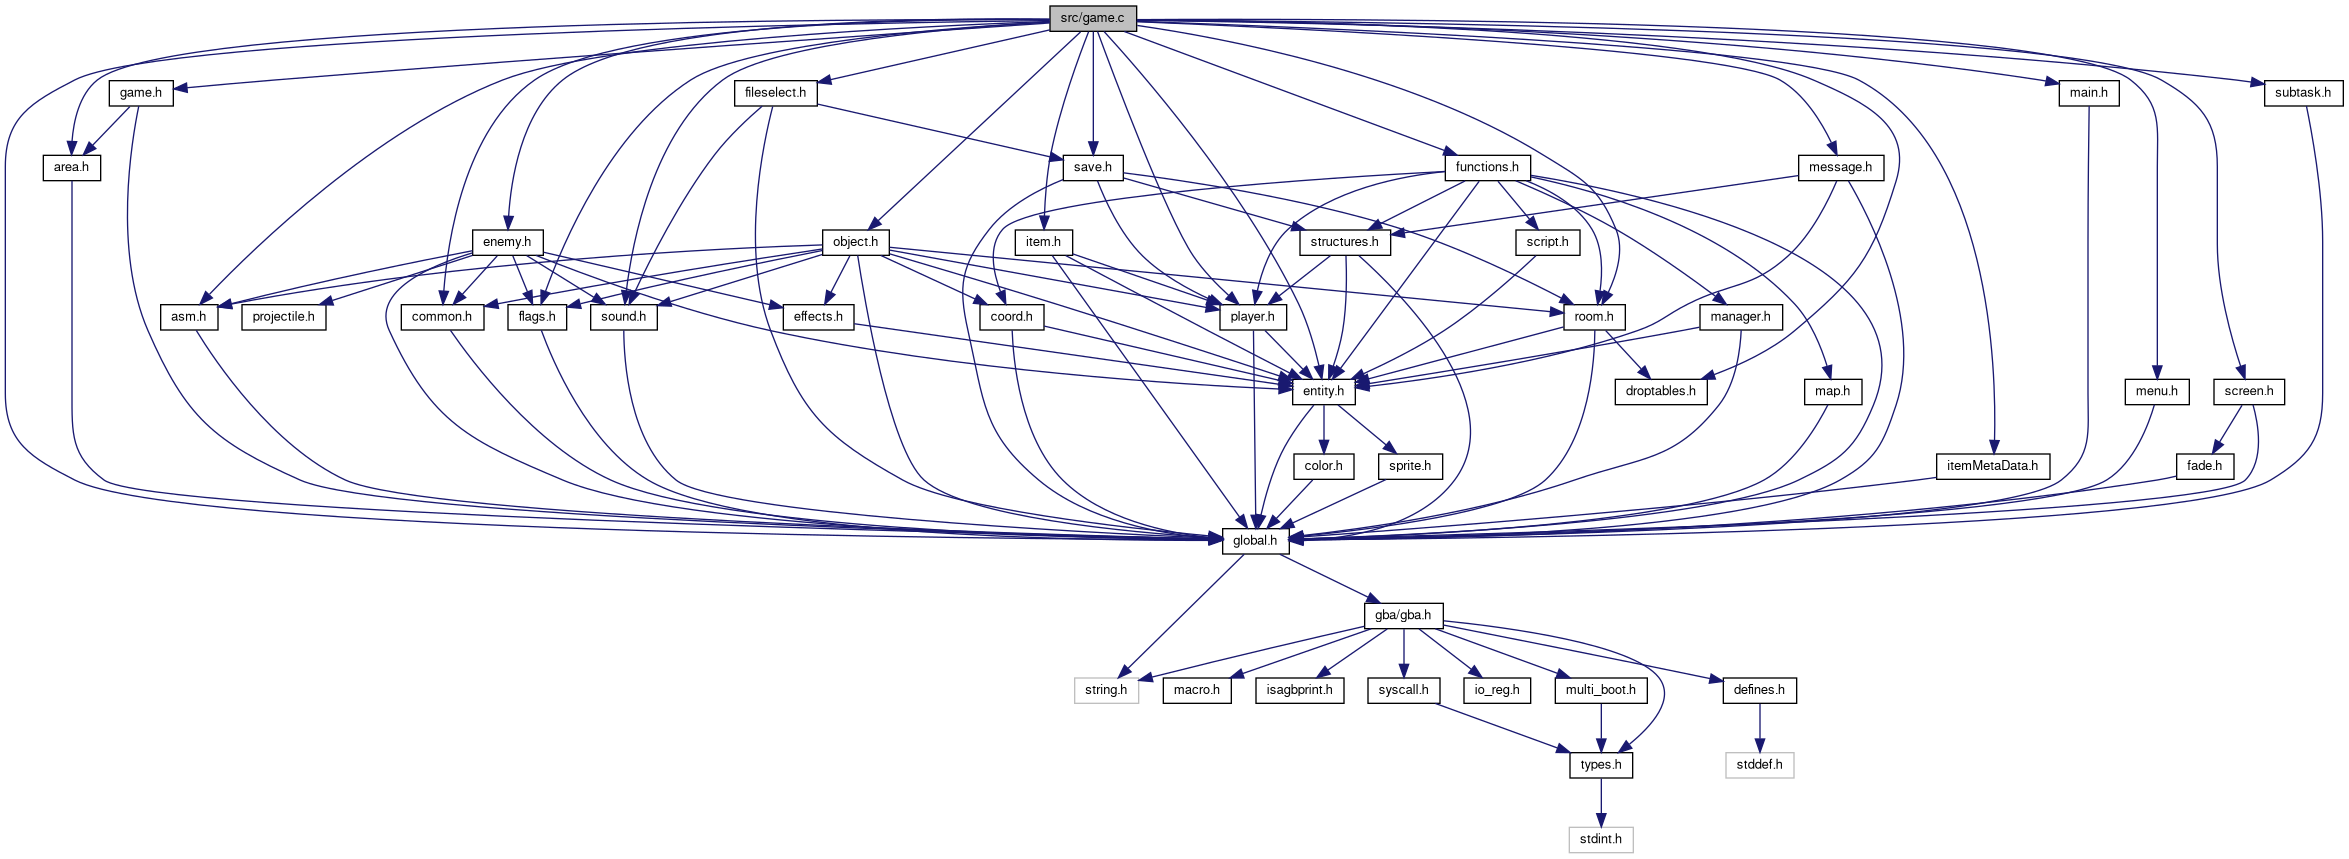 src/game.c
game.h
fileselect.h
main.h
subtask.h
area.h
save.h
functions.h
message.h
enemy.h
object.h
item.h
structures.h
script.h
asm.h
projectile.h
common.h
flags.h
sound.h
effects.h
coord.h
player.h
room.h
manager.h
entity.h
droptables.h
map.h
menu.h
screen.h
color.h
sprite.h
itemMetaData.h
fade.h
global.h
gba/gba.h
string.h
macro.h
isagbprint.h
syscall.h
io_reg.h
multi_boot.h
defines.h
types.h
stddef.h
stdint.h